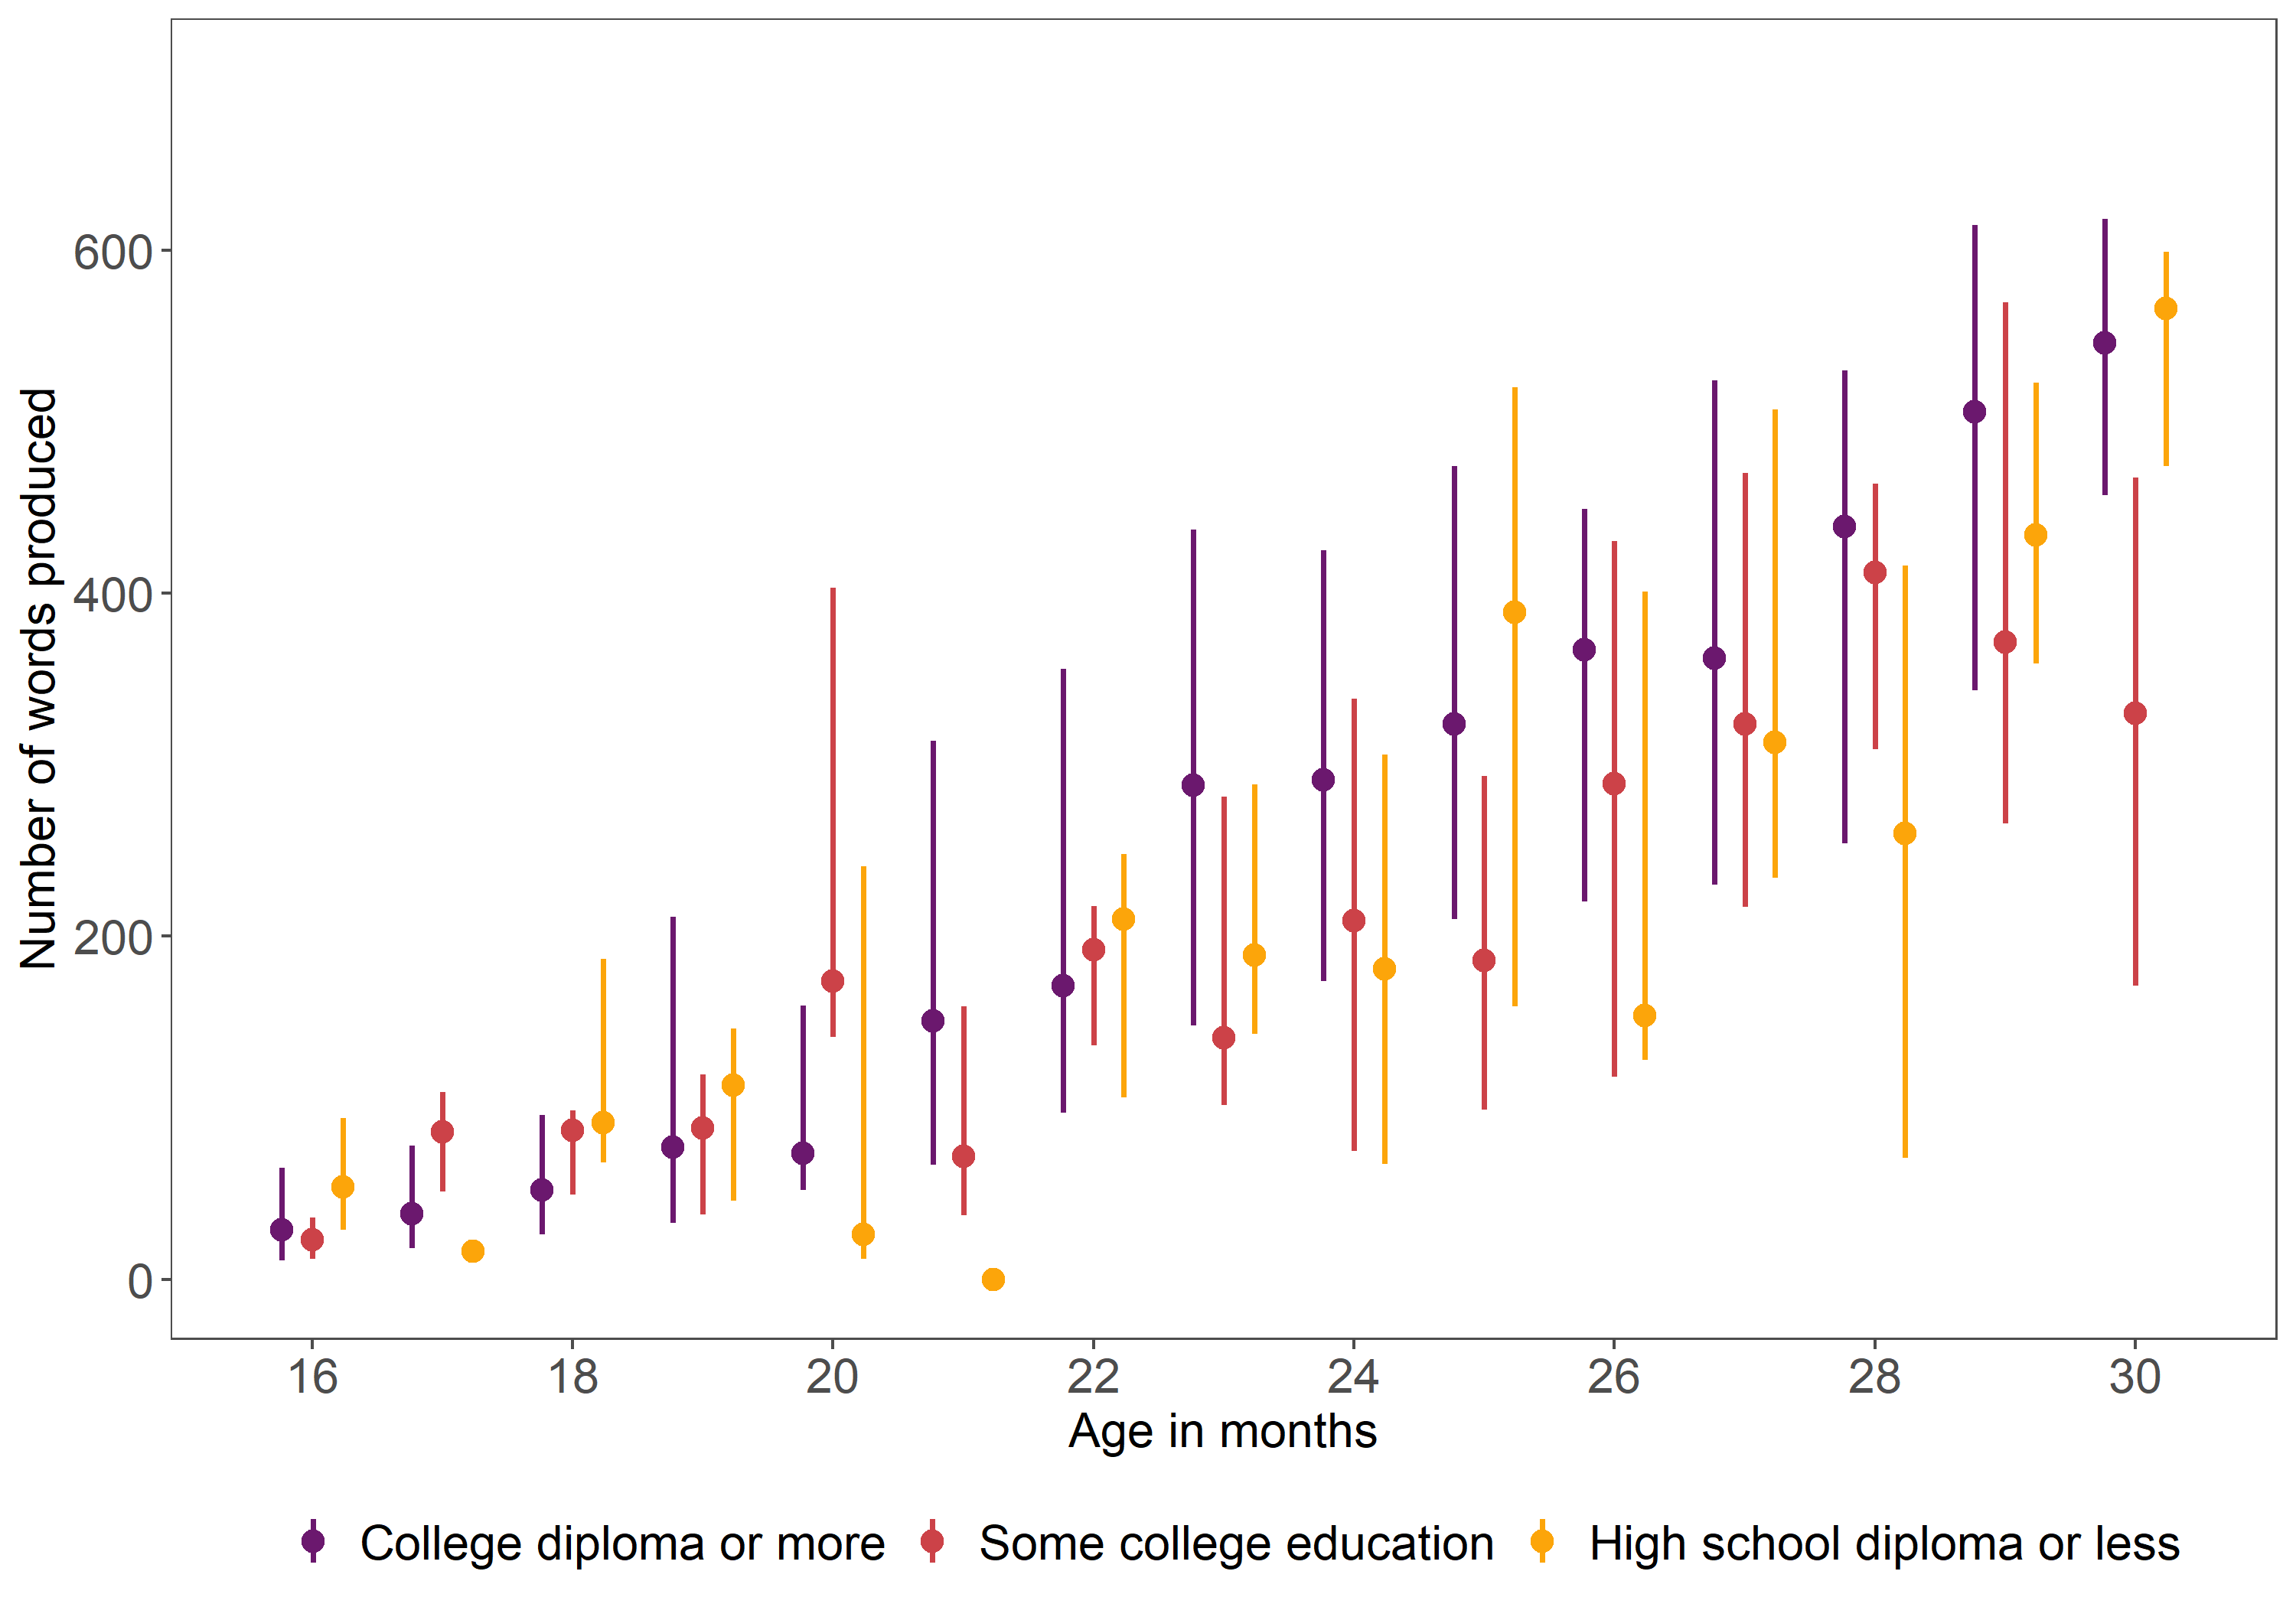 Number of words produced
600
400
200
0
16 18 20 22 24 26 28 30
Age in months
College diploma or more Some college education High school diploma or less